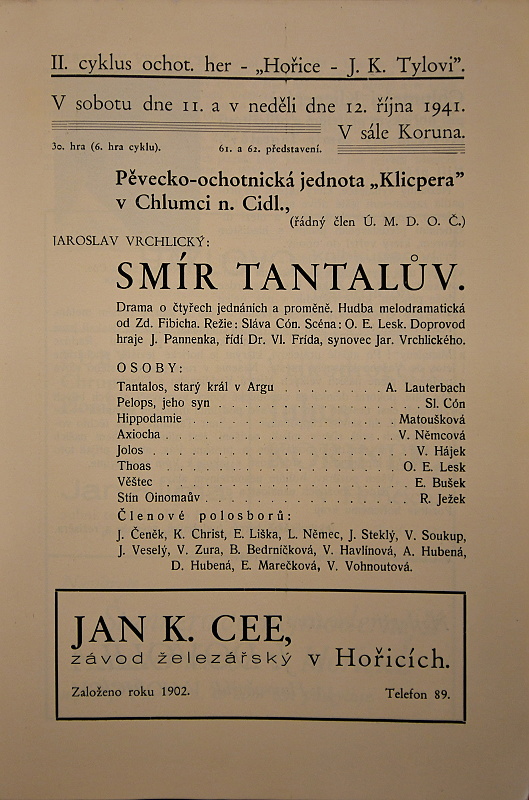 II. cyklus ochot. her - „Hořice - J. K. Tylovi”.
V sobotu dne 11. a v neděli dne 12. října 1941.
V sále Koruna.
30. hra (6. hra cyklu). 61. a 62. představení.
Pěvecko-ochotnická jednota „Klicpera”
v Chlumci n. Cidl.,
(řádný člen Ú. M. D. O. Č.)
JAROSLAV VRCHLICKÝ:
SMÍR TANTALŮV.
Drama o čtyřech jednáních a proměně. Hudba melodramatická
od Zd. Fibicha. Režie: Sláva Cón. Scéna: O. E. Lesk. Doprovod
hraje J. Pannenka, řídí Dr. Vl. Frída, synovec Jar. Vrchlického.
OSOBY:
Tantalos, starý král v Argu . . . . . . . . A. Lauterbach
Pelops, jeho syn . . . . . . . . . . . . . . . . Sl. Cón
Hippodamie . . . . . . . . . . . . . . . . Matoušková
Axiocha . . . . . . . . . . . . . . . . . V. Němcová
Jolos . . . . . . . . . . . . . . . . . . . . V. Hájek
Thoas . . . . . . . . . . . . . . . . . . O. E. Lesk
Věštec . . . . . . . . . . . . . . . . . . . E. Bušek
Stín Oinomaův . . . . . . . . . . . . . . . . R. Ježek
Členové polosborů:
J. Čeněk, K. Christ, E. Liška, L. Němec, J. Steklý, V. Soukup,
J. Veselý, V. Zura, B. Bedrničková, V. Havlínová, A. Hubená,
D. Hubená, E. Marečková, V. Vohnoutová.
JAN K. CEE,
závod železářský v Hořicích.
Založeno roku 1902. Telefon 89.